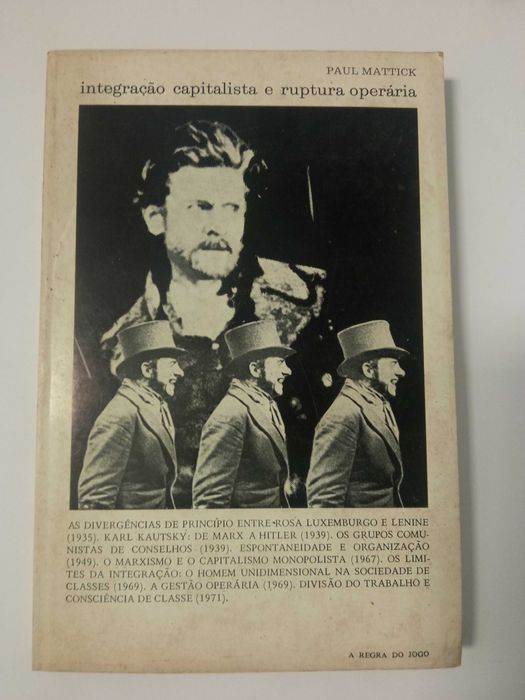 PAUL MATTICK
integração capitalista e ruptura operária
AS DIVERGÊNCIAS DE PRINCÍPIO ENTRE ROSA LUXEMBURGO E LENINE
(1935). KARL KAUTSKY: DE MARX A HITLER (1939). OS GRUPOS COMU-
NISTAS DE CONSELHOS (1939). ESPONTANEIDADE E ORGANIZAÇÃO
(1949). O MARXISMO E O CAPITALISMO MONOPOLISTA (1967). OS LIMI-
TES DA INTEGRAÇÃO: O HOMEM UNIDIMENSIONAL NA SOCIEDADE DE
CLASSES (1969). A GESTÃO OPERÁRIA (1969). DIVISÃO DO TRABALHO E
CONSCIÊNCIA DE CLASSE (1971).
A REGRA DO JOGO